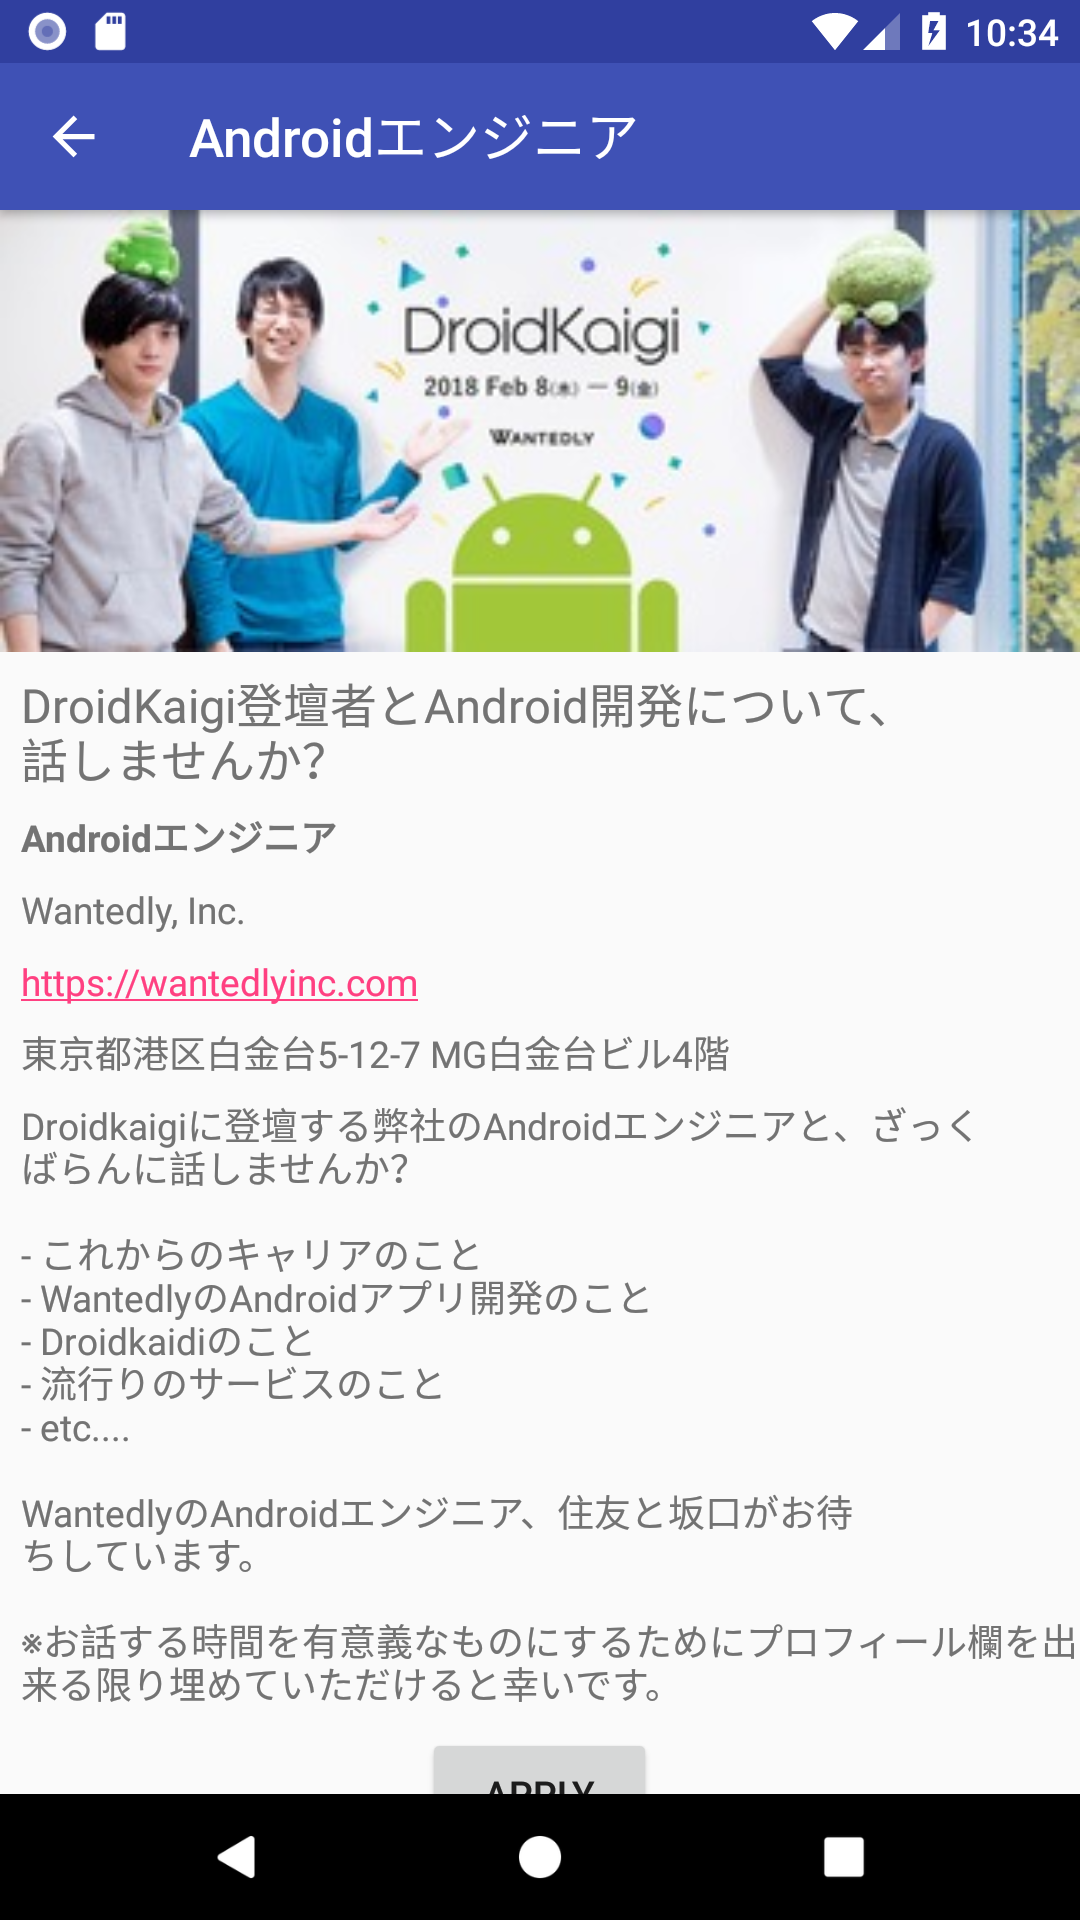 10:34
Androidエンジニア
DroidKaigi
2018 Feb 8(木) — 9(金)
WANTEDLY
DroidKaigi登壇者とAndroid開発について、
話しませんか?
Androidエンジニア
Wantedly, Inc.
https://wantedlyinc.com
東京都港区白金台5-12-7 MG白金台ビル4階
Droidkaigiに登壇する弊社のAndroidエンジニアと、ざっく
ばらんに話しませんか?
- これからのキャリアのこと
- WantedlyのAndroidアプリ開発のこと
- Droidkaidiのこと
- 流行りのサービスのこと
- etc....
WantedlyのAndroidエンジニア、住友と坂口がお待
ちしています。
※お話する時間を有意義なものにするためにプロフィール欄を出
来る限り埋めていただけると幸いです。
APPLY